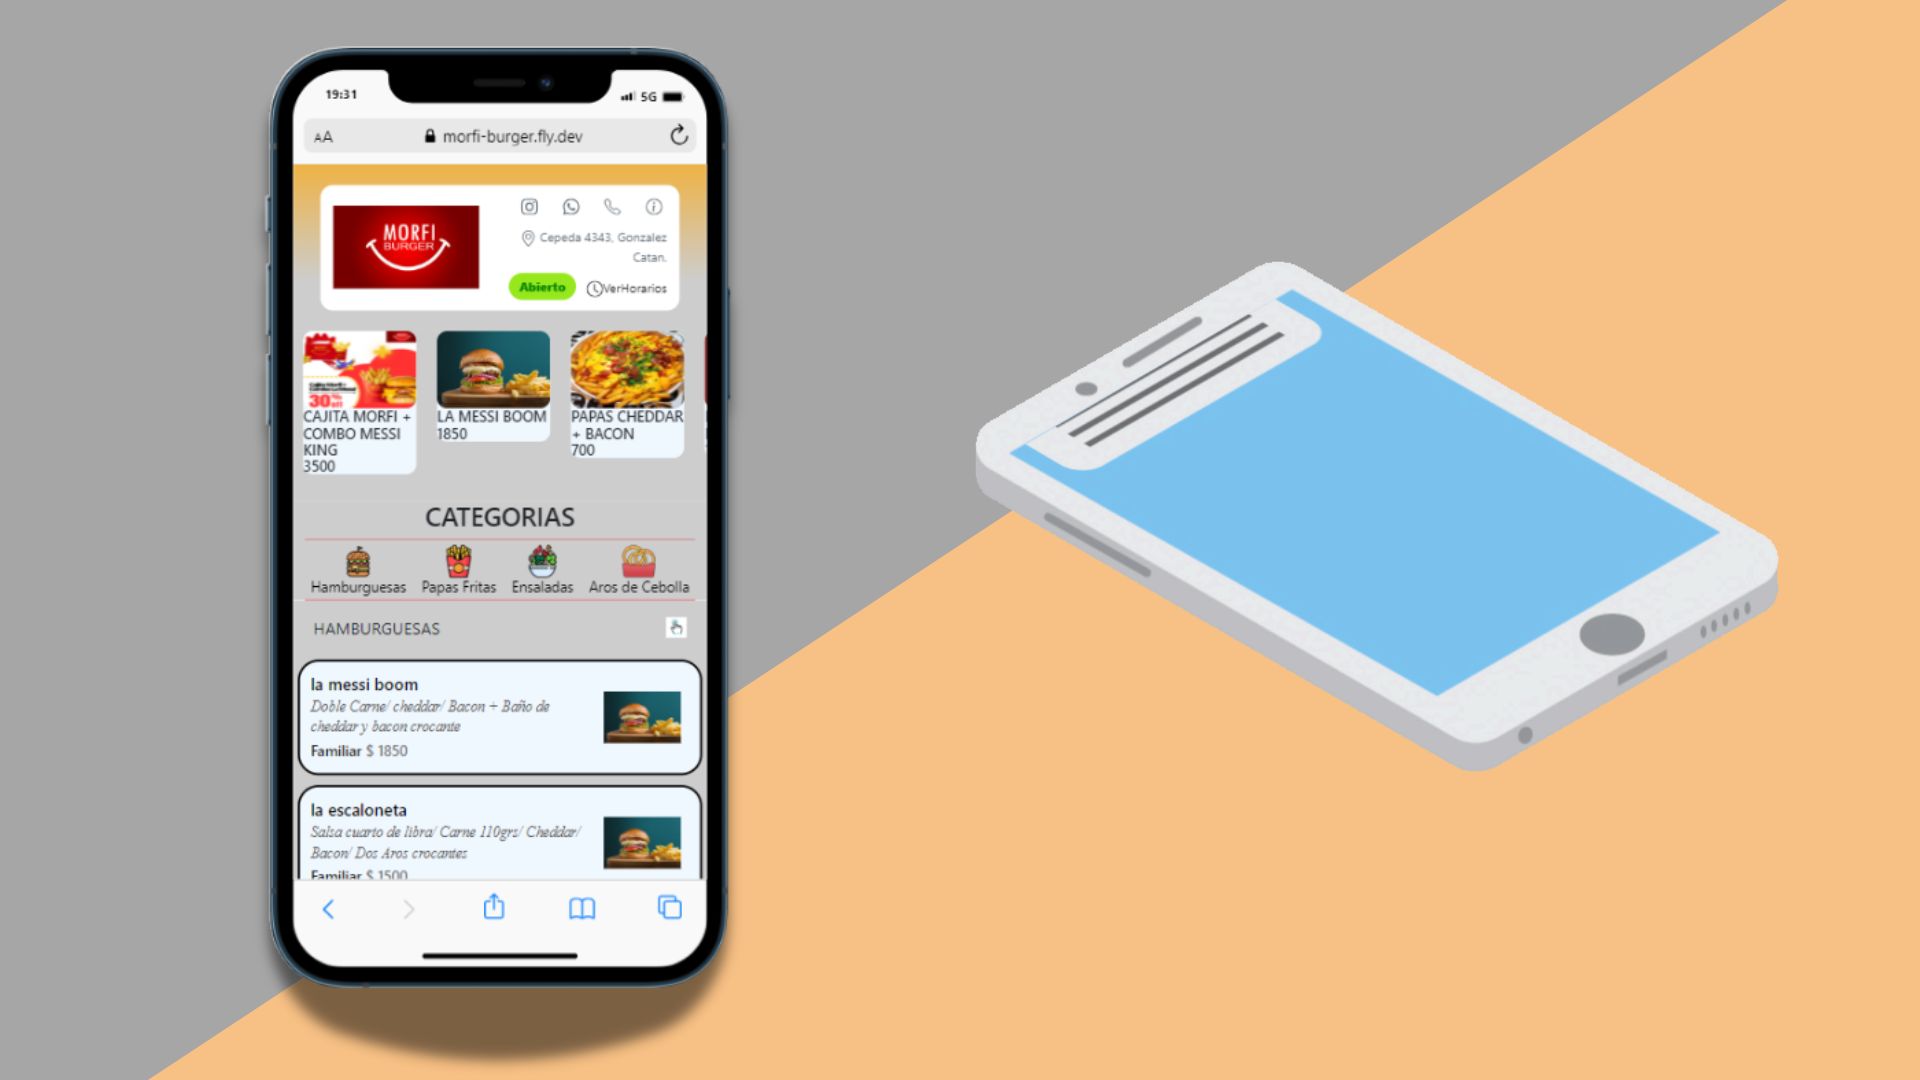 19:31
5G
AA
morfi-burger.fly.dev
MORFI
BURGER
Cepeda 4343, Gonzalez
Catan.
Abierto
VerHorarios
30%
CAJITA MORFI +
COMBO MESSI
KING
3500
LA MESSI BOOM
1850
PAPAS CHEDDAR
+ BACON
700
CATEGORIAS
Hamburguesas
Papas Fritas
Ensaladas
Aros de Cebolla
HAMBURGUESAS
la messi boom
Doble Carne/ cheddar/ Bacon + Baño de
cheddar y bacon crocante
Familiar $ 1850
la escaloneta
Salsa cuarto de libra/ Carne 110grs/ Cheddar/
Bacon/ Dos Aros crocantes
Familiar $ 1500